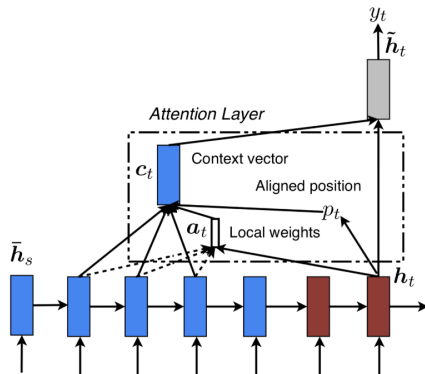 y_t
h̃_t
Attention Layer
c_t
Context vector
Aligned position
a_t
Local weights
p_t
h̄_s
h_t